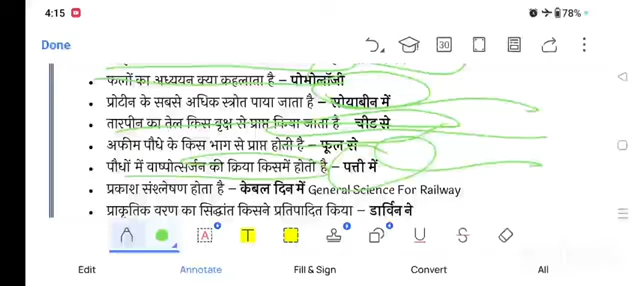 4:15
78%
Done
30
फलों का अध्ययन क्या कहलाता है – पोमोलॉजी
प्रोटीन के सबसे अधिक स्त्रोत पाया जाता है – सोयाबीन में
तारपीन का तेल किस वृक्ष से प्राप्त किया जाता है – चीड से
अफीम पौधे के किस भाग से प्राप्त होती है – फूल से
पौधों में वाष्पोत्सर्जन की क्रिया किसमें होती है – पत्ती में
प्रकाश संश्लेषण होता है – केबल दिन में General Science For Railway
प्राकृतिक वरण का सिद्धांत किसने प्रतिपादित किया – डार्विन ने
Edit Annotate Fill & Sign Convert All